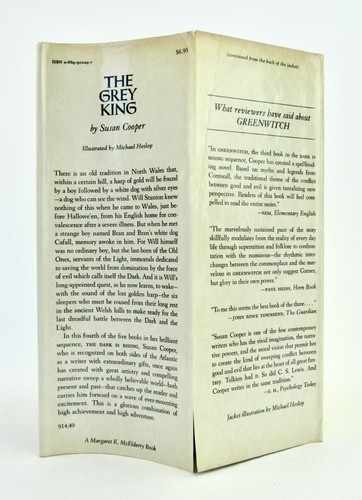 ISBN 0-689-50029-7
$6.95
THE
GREY
KING
by Susan Cooper
Illustrated by Michael Heslop
There is an old tradition in North Wales that,
within a certain hill, a harp of gold will be found
by a boy followed by a white dog with silver eyes
—a dog who can see the wind. Will Stanton knew
nothing of this when he came to Wales, just be-
fore Hallowe'en, from his English home for con-
valescence after a severe illness. But when he met
a strange boy named Bran and Bran's white dog
Cafall, memory awoke in him. For Will himself
was no ordinary boy, but the last-born of the Old
Ones, servants of the Light, immortals dedicated
to saving the world from domination by the force
of evil which calls itself the Dark. And it is Will's
long-appointed quest, as he now learns, to wake—
with the sound of the lost golden harp—the six
sleepers who must be roused from their long rest
in the ancient Welsh hills to make ready for the
last dreadful battle between the Dark and the
Light.
In this fourth of the five books in her brilliant
sequence, THE DARK IS RISING, Susan Cooper,
who is recognized on both sides of the Atlantic
as a writer with extraordinary gifts, once again
has created with great artistry and compelling
narrative sweep a wholly believable world—both
present and past—that catches up the reader and
carries him forward on a wave of ever-mounting
excitement. This is a glorious combination of
high achievement and high adventure.
914:49
A Margaret K. McElderry Book
(continued from the back of the jacket)
What reviewers have said about
GREENWITCH
"In GREENWITCH, the third book in the DARK IS
RISING sequence, Cooper has created a spellbind-
ing novel. Based on myths and legends from
Cornwall, the traditional theme of the conflict
between good and evil is given tantalizing new
perspective. Readers of this book will feel com-
pelled to read the entire series."
Elementary English
"The marvelously sustained pace of the story
skillfully modulates from the reality of every day
life through superstition and folklore to confron-
tation with the numinous—the rhythmic inter-
changes between the commonplace and the mar-
velous in GREENWITCH not only suggest Garner,
but glory in their own power."
—PAUL HEINS, Horn Book
"To me this seems the best book of the three. . . ."
—JOHN ROWE TOWNSEND, The Guardian
"Susan Cooper is one of the few contemporary
writers who has the vivid imagination, the narra-
tive powers, and the moral vision that permit her
to create the kind of sweeping conflict between
good and evil that lies at the heart of all great fan-
tasy. Tolkien had it. So did C. S. Lewis. And
Cooper writes in the same tradition."
Psychology Today
Jacket illustration by Michael Heslop